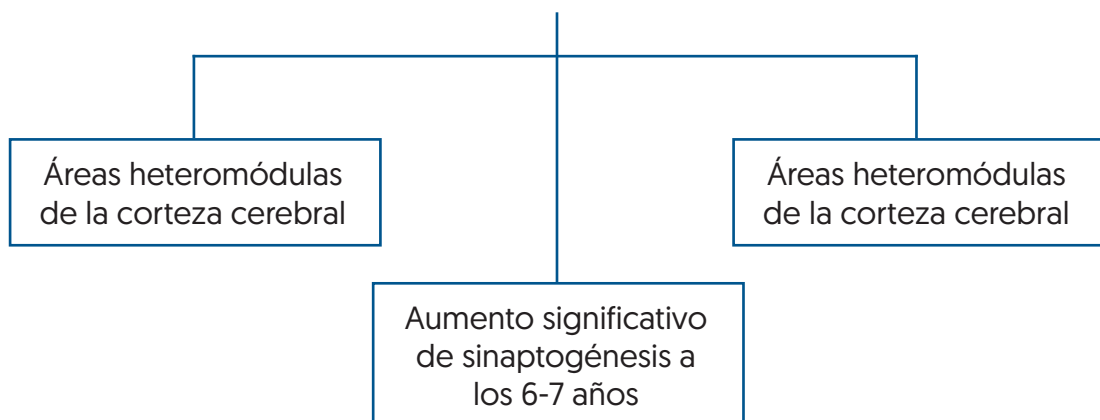 Áreas heteromódulas
de la corteza cerebral
Áreas heteromódulas
de la corteza cerebral
Aumento significativo
de sinaptogénesis a
los 6-7 años